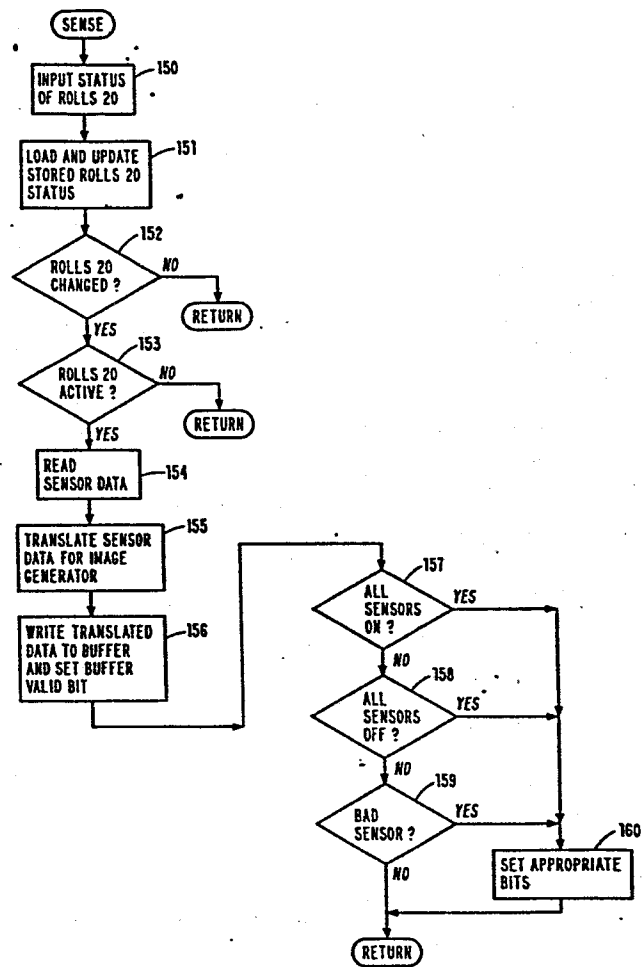 SENSE
INPUT STATUS
OF ROLLS 20
150
LOAD AND UPDATE
STORED ROLLS 20
STATUS
151
ROLLS 20
CHANGED ?
152
NO
RETURN
YES
ROLLS 20
ACTIVE ?
153
NO
RETURN
YES
READ
SENSOR DATA
154
TRANSLATE SENSOR
DATA FOR IMAGE
GENERATOR
155
WRITE TRANSLATED
DATA TO BUFFER
AND SET BUFFER
VALID BIT
156
ALL
SENSORS
ON ?
157
YES
NO
ALL
SENSORS
OFF ?
158
YES
NO
BAD
SENSOR ?
159
YES
NO
SET APPROPRIATE
BITS
160
RETURN